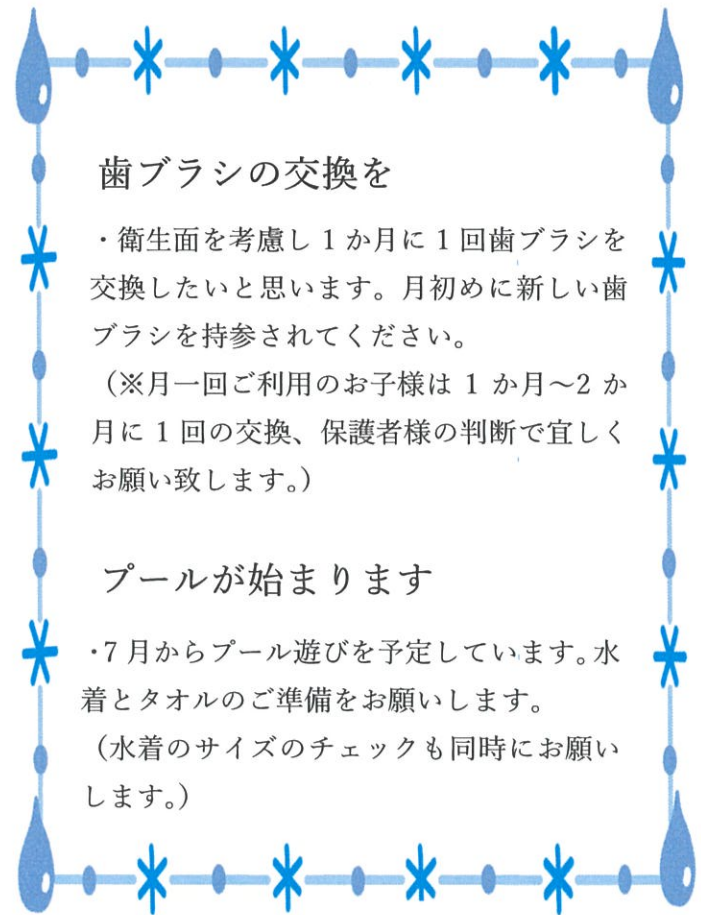 歯ブラシの交換を
・衛生面を考慮し 1 か月に 1 回歯ブラシを
交換したいと思います。月初めに新しい歯
ブラシを持参されてください。
（※月一回ご利用のお子様は 1 か月～2 か
月に 1 回の交換、保護者様の判断で宜しく
お願い致します。）
プールが始まります
・7 月からプール遊びを予定しています。水
着とタオルのご準備をお願いします。
（水着のサイズのチェックも同時にお願い
します。）